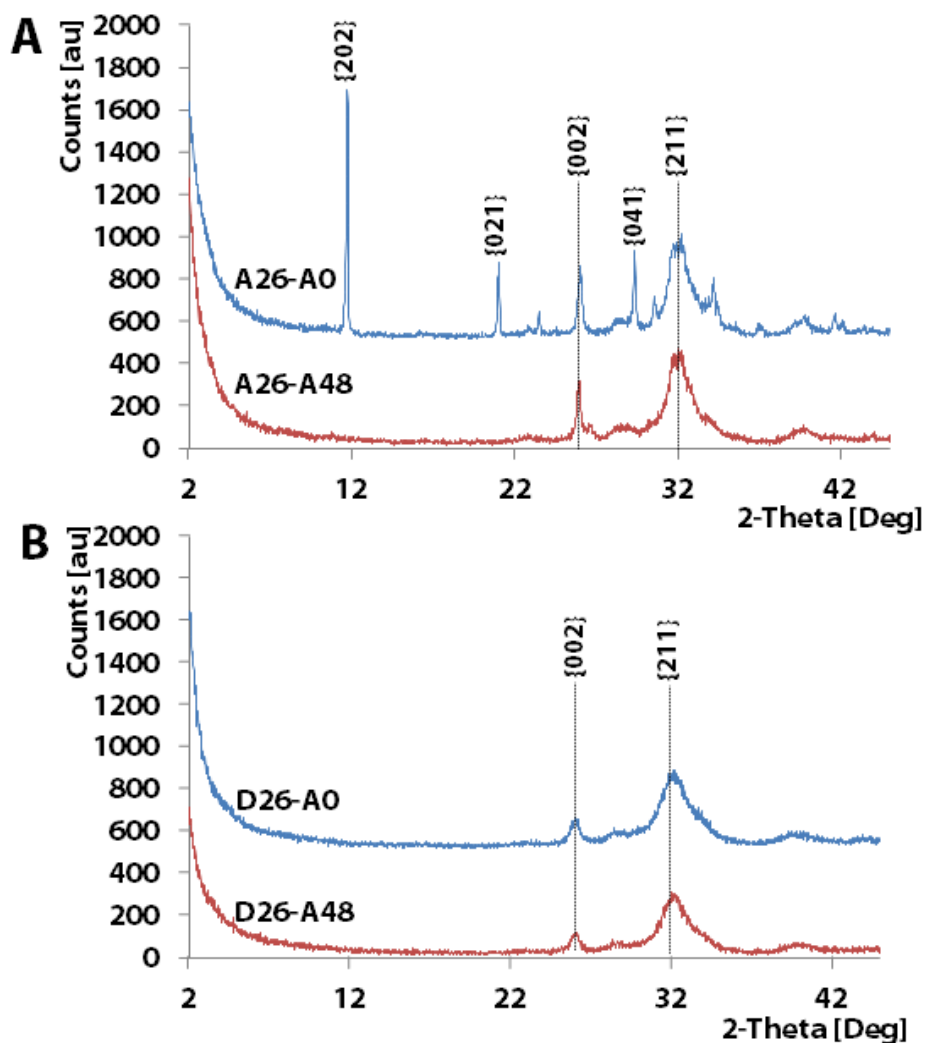 A
Counts [au]
2000
1800
1600
1400
1200
1000
800
600
400
200
0
{202}
{021}
{002}
{041}
{211}
A26-A0
A26-A48
2 12 22 32 42
2-Theta [Deg]
B
Counts [au]
2000
1800
1600
1400
1200
1000
800
600
400
200
0
{002}
{211}
D26-A0
D26-A48
2 12 22 32 42
2-Theta [Deg]